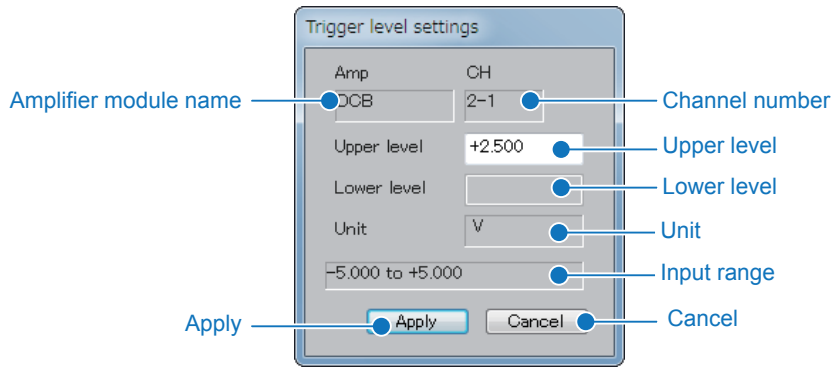 Trigger level settings
Amp CH
Amplifier module name DCB 2-1 Channel number
Upper level +2.500 Upper level
Lower level Lower level
Unit V Unit
-5.000 to +5.000 Input range
Apply Apply Cancel Cancel